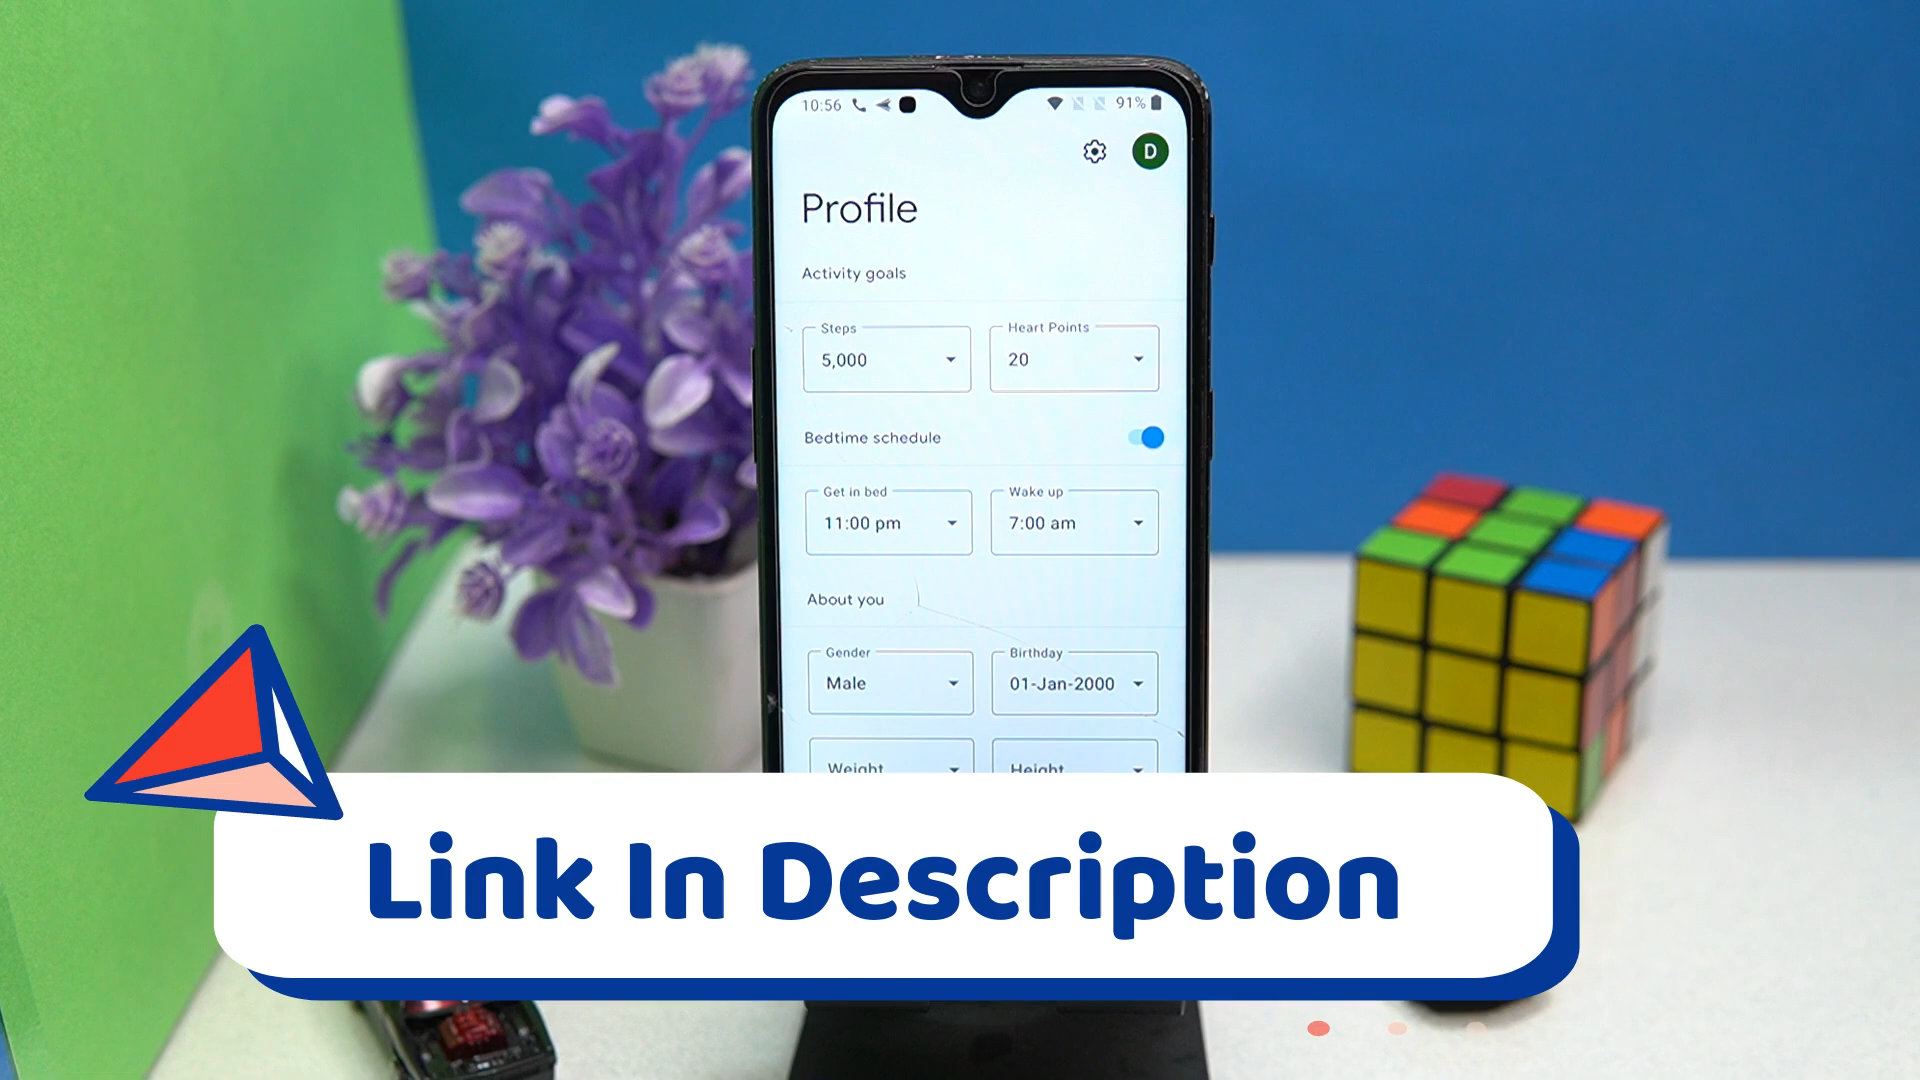 10:56 91%
D
Profile
Activity goals
Steps Heart Points
5,000 20
Bedtime schedule
Get in bed Wake up
11:00 pm 7:00 am
About you
Gender Birthday
Male 01-Jan-2000
Weight Height
Link In Description